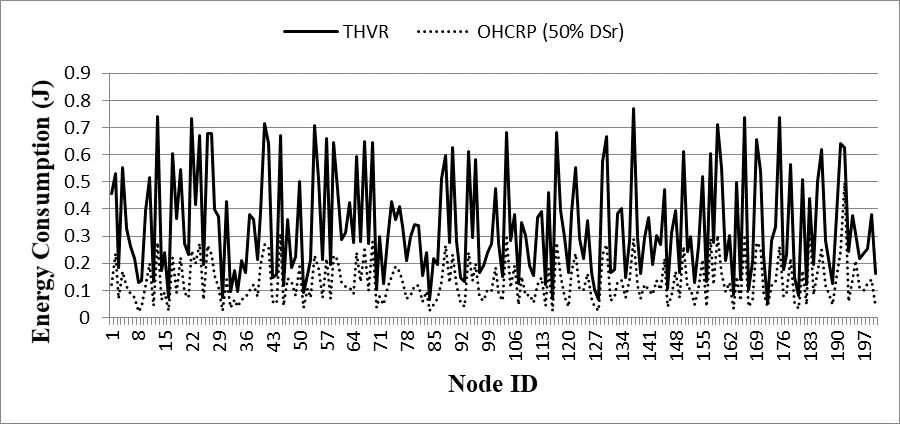 THVR OHCRP (50% DSr)
Energy Consumption (J)
0.9
0.8
0.7
0.6
0.5
0.4
0.3
0.2
0.1
0
1 8 15 22 29 36 43 50 57 64 71 78 85 92 99 106 113 120 127 134 141 148 155 162 169 176 183 190 197
Node ID